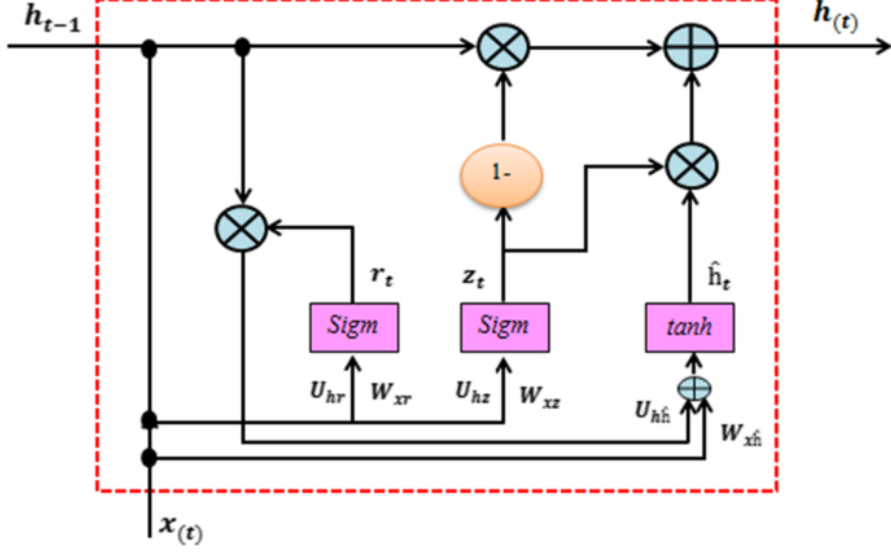 h_{t-1}
h_{(t)}
1-
r_t
z_t
ĥ_t
Sigm
Sigm
tanh
U_{hr} W_{xr}
U_{hz} W_{xz}
U_{hĥ}
W_{xĥ}
x_{(t)}